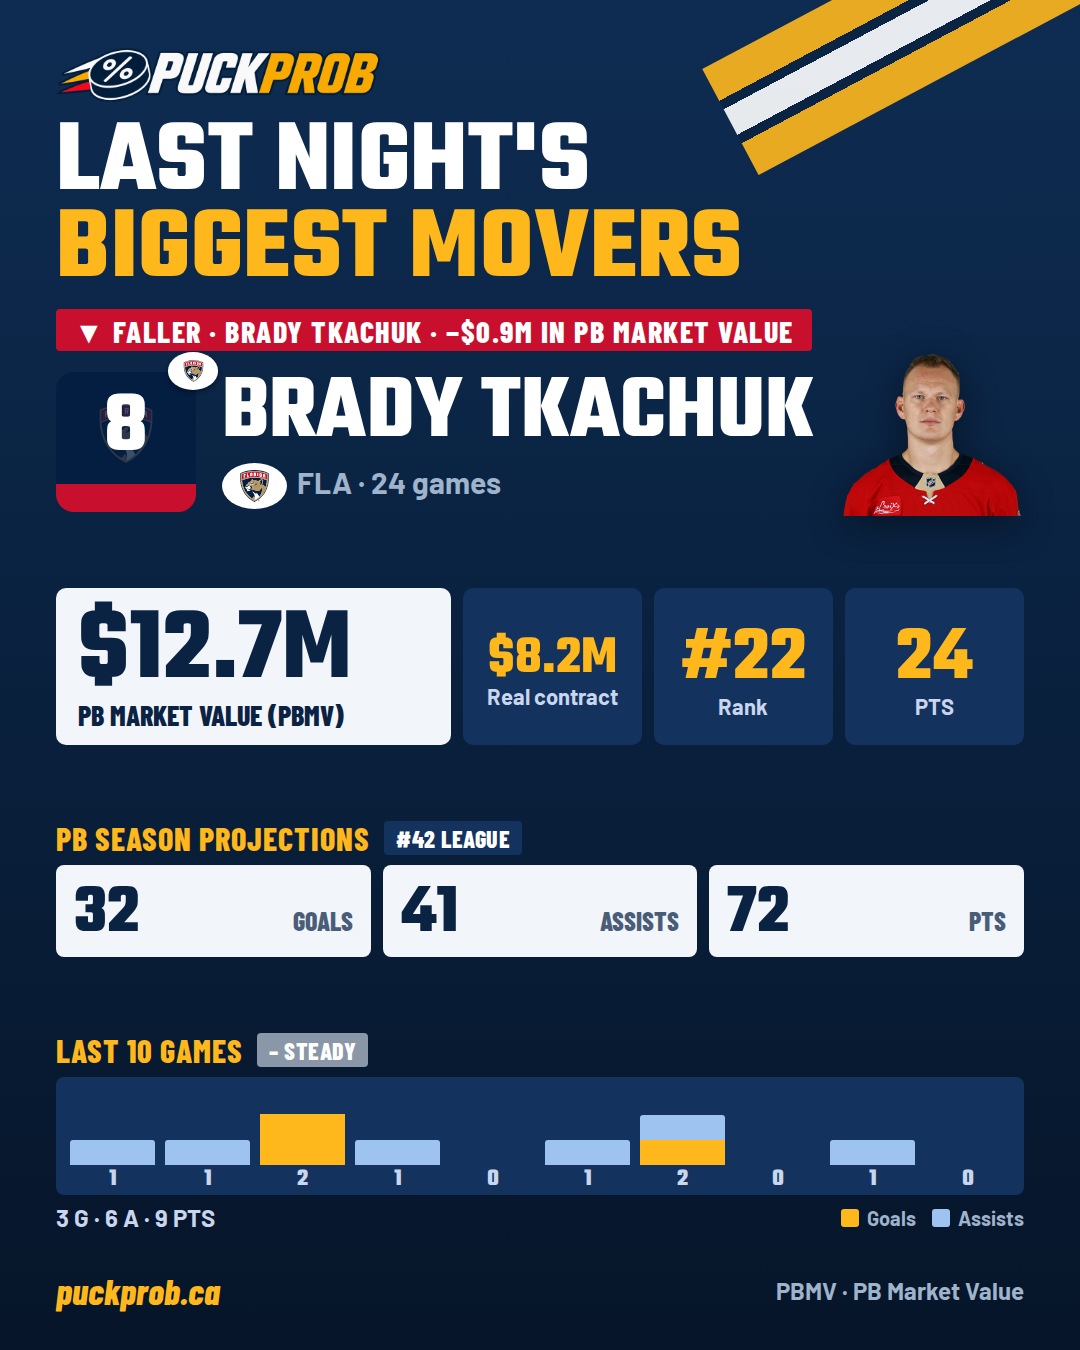 %PUCKPROB
LAST NIGHT'S
BIGGEST MOVERS
▼ FALLER · BRADY TKACHUK · −$0.9M IN PB MARKET VALUE
8
BRADY TKACHUK
FLA · 24 games
$12.7M
PB MARKET VALUE (PBMV)
$8.2M
Real contract
#22
Rank
24
PTS
PB SEASON PROJECTIONS
#42 LEAGUE
32 GOALS
41 ASSISTS
72 PTS
LAST 10 GAMES
– STEADY
1 1 2 1 0 1 2 0 1 0
3 G · 6 A · 9 PTS
Goals Assists
puckprob.ca
PBMV · PB Market Value